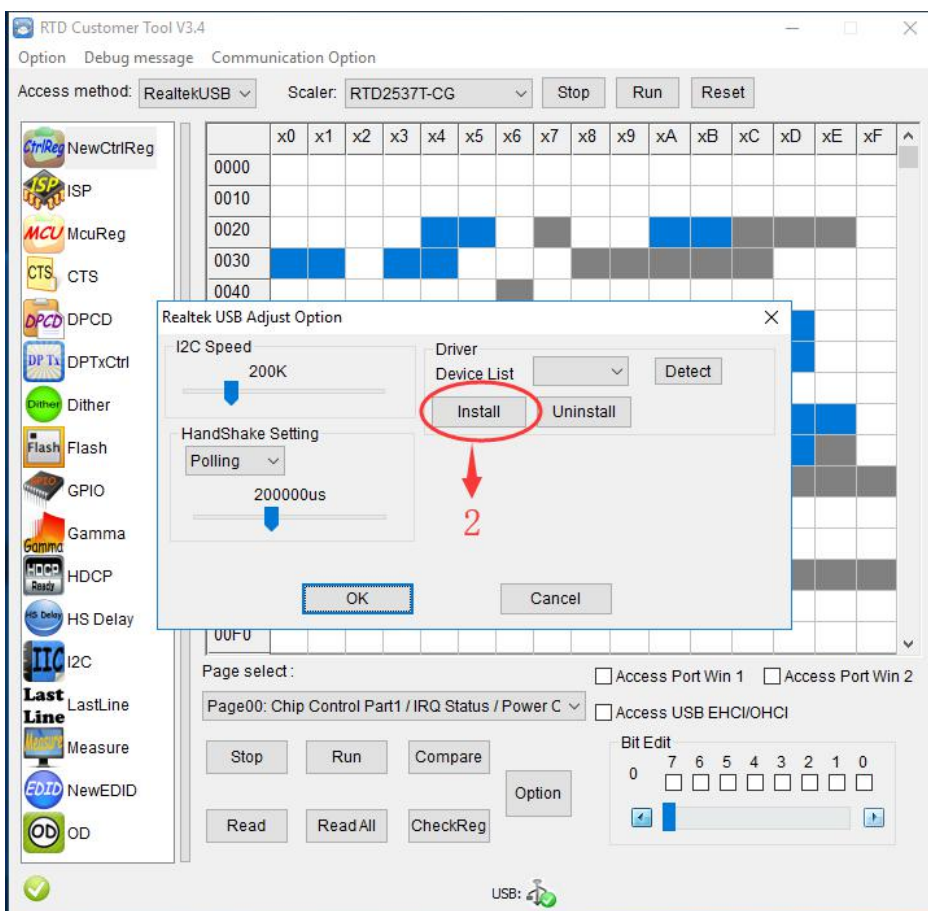 RTD Customer Tool V3.4
Option Debug message Communication Option
Access method: RealtekUSB Scaler: RTD2537T-CG Stop Run Reset
x0 x1 x2 x3 x4 x5 x6 x7 x8 x9 xA xB xC xD xE xF
CtrlReg NewCtrlReg
0000
ISP ISP
0010
MCU McuReg
0020
0030
CTS CTS
0040
DPCD DPCD
Realtek USB Adjust Option
I2C Speed
200K
Driver
Device List Detect
Install Uninstall
HandShake Setting
Polling
200000us
2
OK Cancel
DP Tx DPTxCtrl
Dither Dither
Flash Flash
GPIO GPIO
Gamma Gamma
HDCP Ready HDCP
HS Delay HS Delay
00F0
IIC I2C
Last Line LastLine
Measure Measure
EDID NewEDID
OD OD
Page select :
Access Port Win 1 Access Port Win 2
Page00: Chip Control Part1 / IRQ Status / Power C
Access USB EHCI/OHCI
Stop Run Compare
Option
Read Read All CheckReg
Bit Edit
7 6 5 4 3 2 1 0
0
USB: